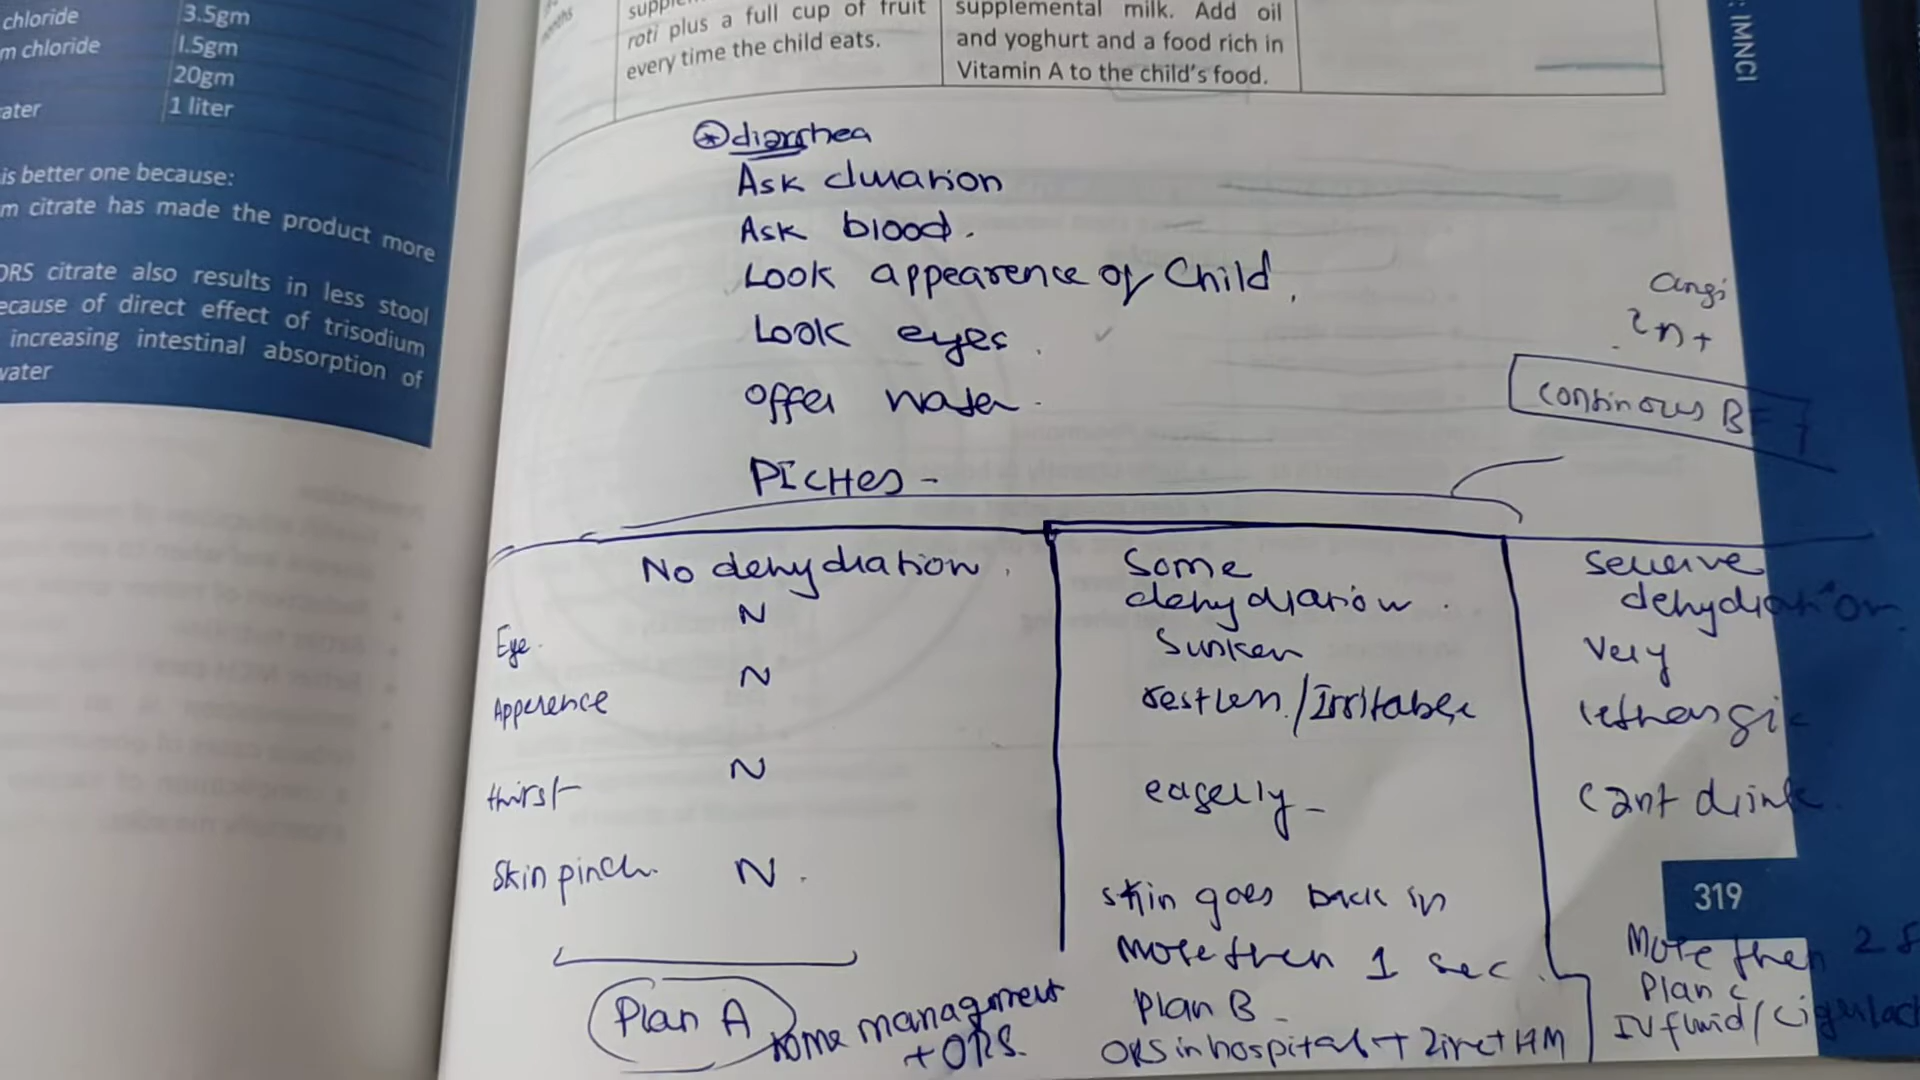 chloride 3.5gm
m chloride 1.5gm
20gm
ater 1 liter
is better one because:
m citrate has made the product more
ORS citrate also results in less stool
ecause of direct effect of trisodium
increasing intestinal absorption of
vater
roti plus a full cup of fruit
every time the child eats.
supplemental milk. Add oil
and yoghurt and a food rich in
Vitamin A to the child's food.
: IMNCI
diarrhea
Ask duration
Ask blood.
Look appearence of Child.
Look eyes.
offer water.
PICHES -
continous BF
No dehydration.
Some
dehydration.
severve
dehydration.
Eye. N
Sunken
Very
Apperence N
restless/Irritable
lethargic
thirst N
eagerly -
cant drink.
Skin pinch. N.
skin goes back in
more then 1 sec.
More then 2 s
Plan A
home management
+ ORS.
Plan B -
ORS in hospital + Zinc + HM
Plan C
IV fluid/
319